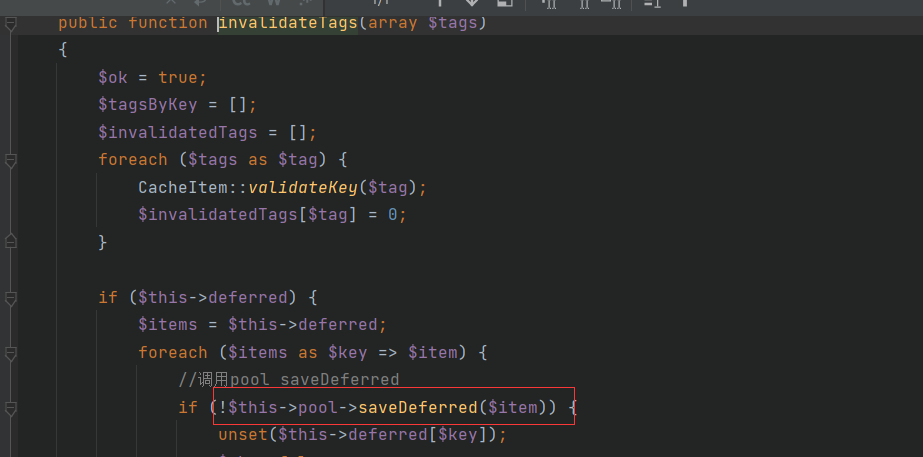 public function invalidateTags(array $tags)
{
$ok = true;
$tagsByKey = [];
$invalidatedTags = [];
foreach ($tags as $tag) {
CacheItem::validateKey($tag);
$invalidatedTags[$tag] = 0;
}
if ($this->deferred) {
$items = $this->deferred;
foreach ($items as $key => $item) {
//调用pool saveDeferred
if (!$this->pool->saveDeferred($item)) {
unset($this->deferred[$key]);